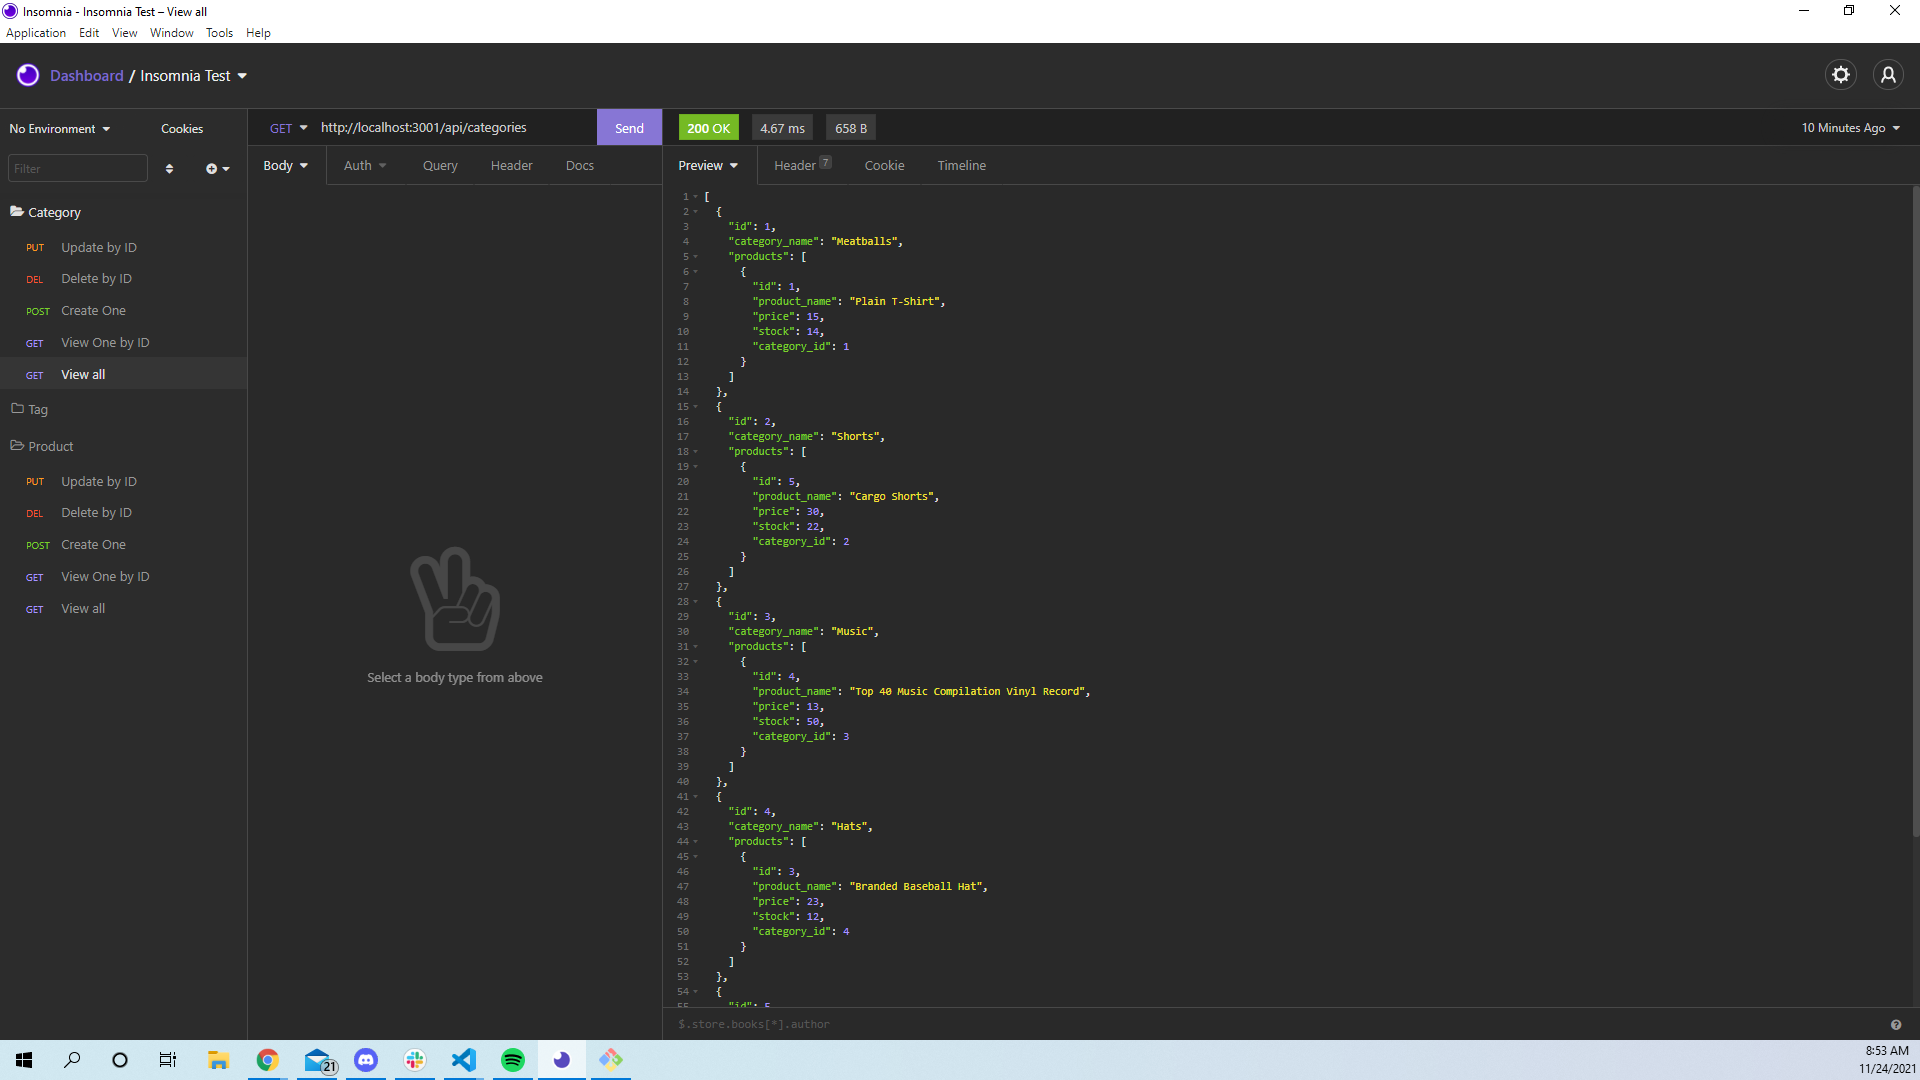 Insomnia - Insomnia Test – View all
Application Edit View Window Tools Help
Dashboard / Insomnia Test
No Environment Cookies
GET http://localhost:3001/api/categories Send
200 OK 4.67 ms 658 B 10 Minutes Ago
Filter
Body Auth Query Header Docs
Preview Header 7 Cookie Timeline
Category
PUT Update by ID
DEL Delete by ID
POST Create One
GET View One by ID
GET View all
Tag
Product
PUT Update by ID
DEL Delete by ID
POST Create One
GET View One by ID
GET View all
Select a body type from above
1 [
2 {
3 "id": 1,
4 "category_name": "Meatballs",
5 "products": [
6 {
7 "id": 1,
8 "product_name": "Plain T-Shirt",
9 "price": 15,
10 "stock": 14,
11 "category_id": 1
12 }
13 ]
14 },
15 {
16 "id": 2,
17 "category_name": "Shorts",
18 "products": [
19 {
20 "id": 5,
21 "product_name": "Cargo Shorts",
22 "price": 30,
23 "stock": 22,
24 "category_id": 2
25 }
26 ]
27 },
28 {
29 "id": 3,
30 "category_name": "Music",
31 "products": [
32 {
33 "id": 4,
34 "product_name": "Top 40 Music Compilation Vinyl Record",
35 "price": 13,
36 "stock": 50,
37 "category_id": 3
38 }
39 ]
40 },
41 {
42 "id": 4,
43 "category_name": "Hats",
44 "products": [
45 {
46 "id": 3,
47 "product_name": "Branded Baseball Hat",
48 "price": 23,
49 "stock": 12,
50 "category_id": 4
51 }
52 ]
53 },
54 {
55 "id": 5
$.store.books[*].author
21
8:53 AM
11/24/2021